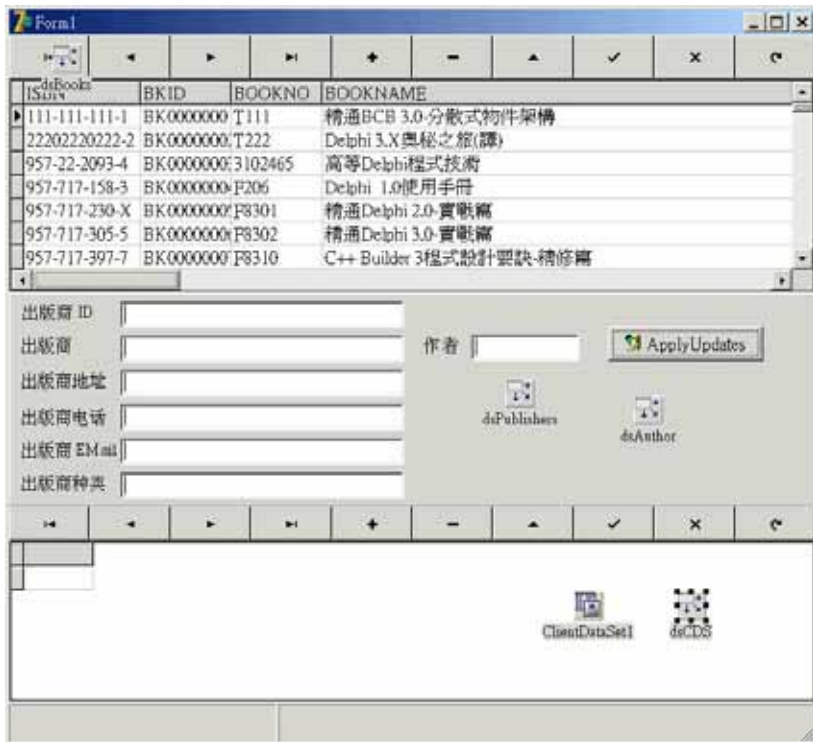 Form1
dsBooks
ISBN BKID BOOKNO BOOKNAME
111-111-111-1 BK0000000 T111 精通BCB 3.0-分散式物件架構
22202220222-2 BK0000000 T222 Delphi 3.X奧秘之旅(譯)
957-22-2093-4 BK0000000 3102465 高等Delphi程式技術
957-717-158-3 BK0000000 F206 Delphi 1.0使用手冊
957-717-230-X BK0000000 F8301 精通Delphi 2.0-實戰篇
957-717-305-5 BK0000000 F8302 精通Delphi 3.0-實戰篇
957-717-397-7 BK0000000 F8310 C++ Builder 3程式設計要訣-精修篇
出版商 ID
出版商 作者 ApplyUpdates
出版商地址
dsPublishers
出版商电话
dsAuthor
出版商 EMail
出版商种类
ClientDataSet1 dsCDS